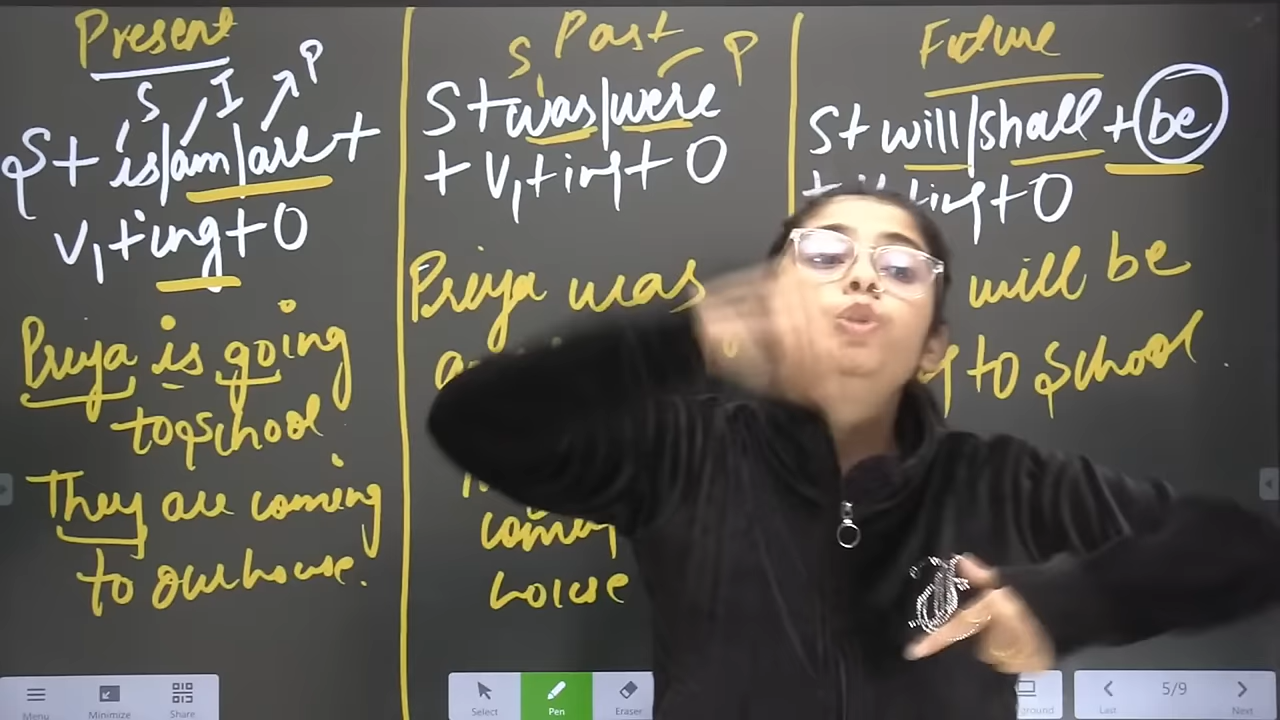 Present
P
S I
S + is/am/are +
V1 + ing + O
Priya is going
to school.
They are coming
to our house.
Past
S P
S + was/were
+ V1 + ing + O
Priya was
coming
house
Future
S + will/shall + be
+ ing + O
will be
to school.
Menu
Minimize
Share
Select
Pen
Eraser
Last
5/9
Next